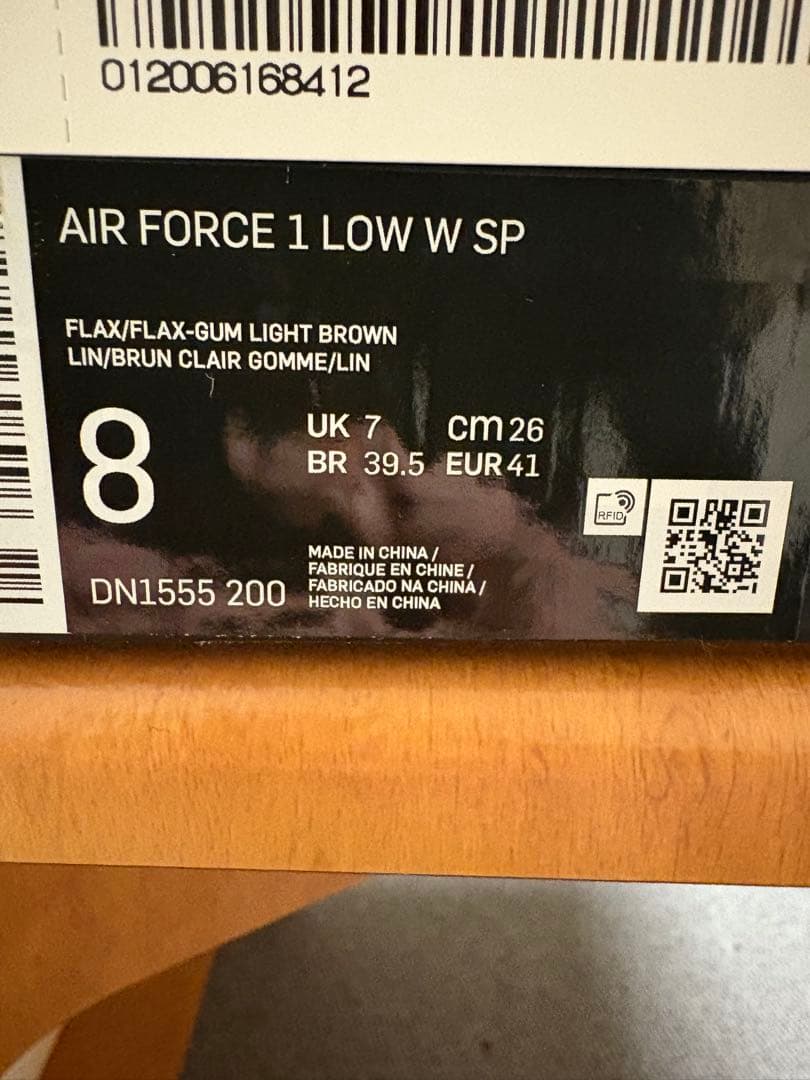 012006168412
AIR FORCE 1 LOW W SP
FLAX/FLAX-GUM LIGHT BROWN
LIN/BRUN CLAIR GOMME/LIN
8
UK 7 cm 26
BR 39.5 EUR 41
RFID
DN1555 200
MADE IN CHINA /
FABRIQUE EN CHINE /
FABRICADO NA CHINA /
HECHO EN CHINA